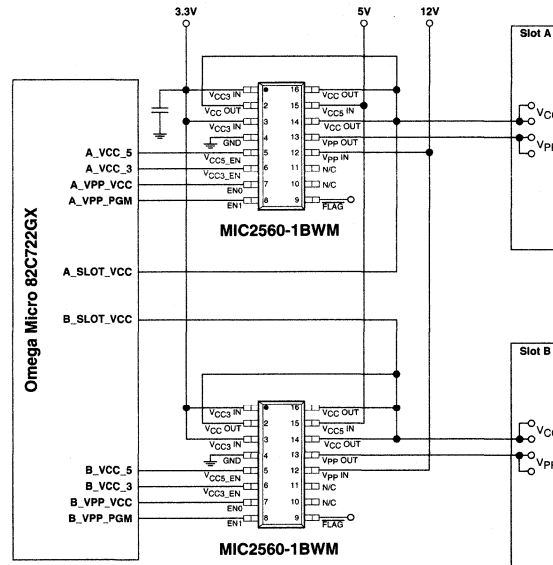 3.3V 5V 12V
Slot A
Omega Micro 82C722GX
VCC3 IN 1 16 VCC OUT
VCC OUT 2 15 VCC5 IN
VCC3 IN 3 14 VCC OUT
GND 4 13 VPP OUT
A_VCC_5 VCC5_EN 5 12 VPP IN
A_VCC_3 VCC3_EN 6 11 N/C
A_VPP_VCC EN0 7 10 N/C
A_VPP_PGM EN1 8 9 FLAG
MIC2560-1BWM
A_SLOT_VCC
B_SLOT_VCC
Slot B
VCC3 IN 16 VCC OUT
VCC OUT 2 15 VCC5 IN
VCC3 IN 3 14 VCC OUT
GND 4 13 VPP OUT
B_VCC_5 VCC5_EN 5 12 VPP IN
B_VCC_3 VCC3_EN 6 11 N/C
B_VPP_VCC EN0 7 10 N/C
B_VPP_PGM EN1 8 9 FLAG
MIC2560-1BWM